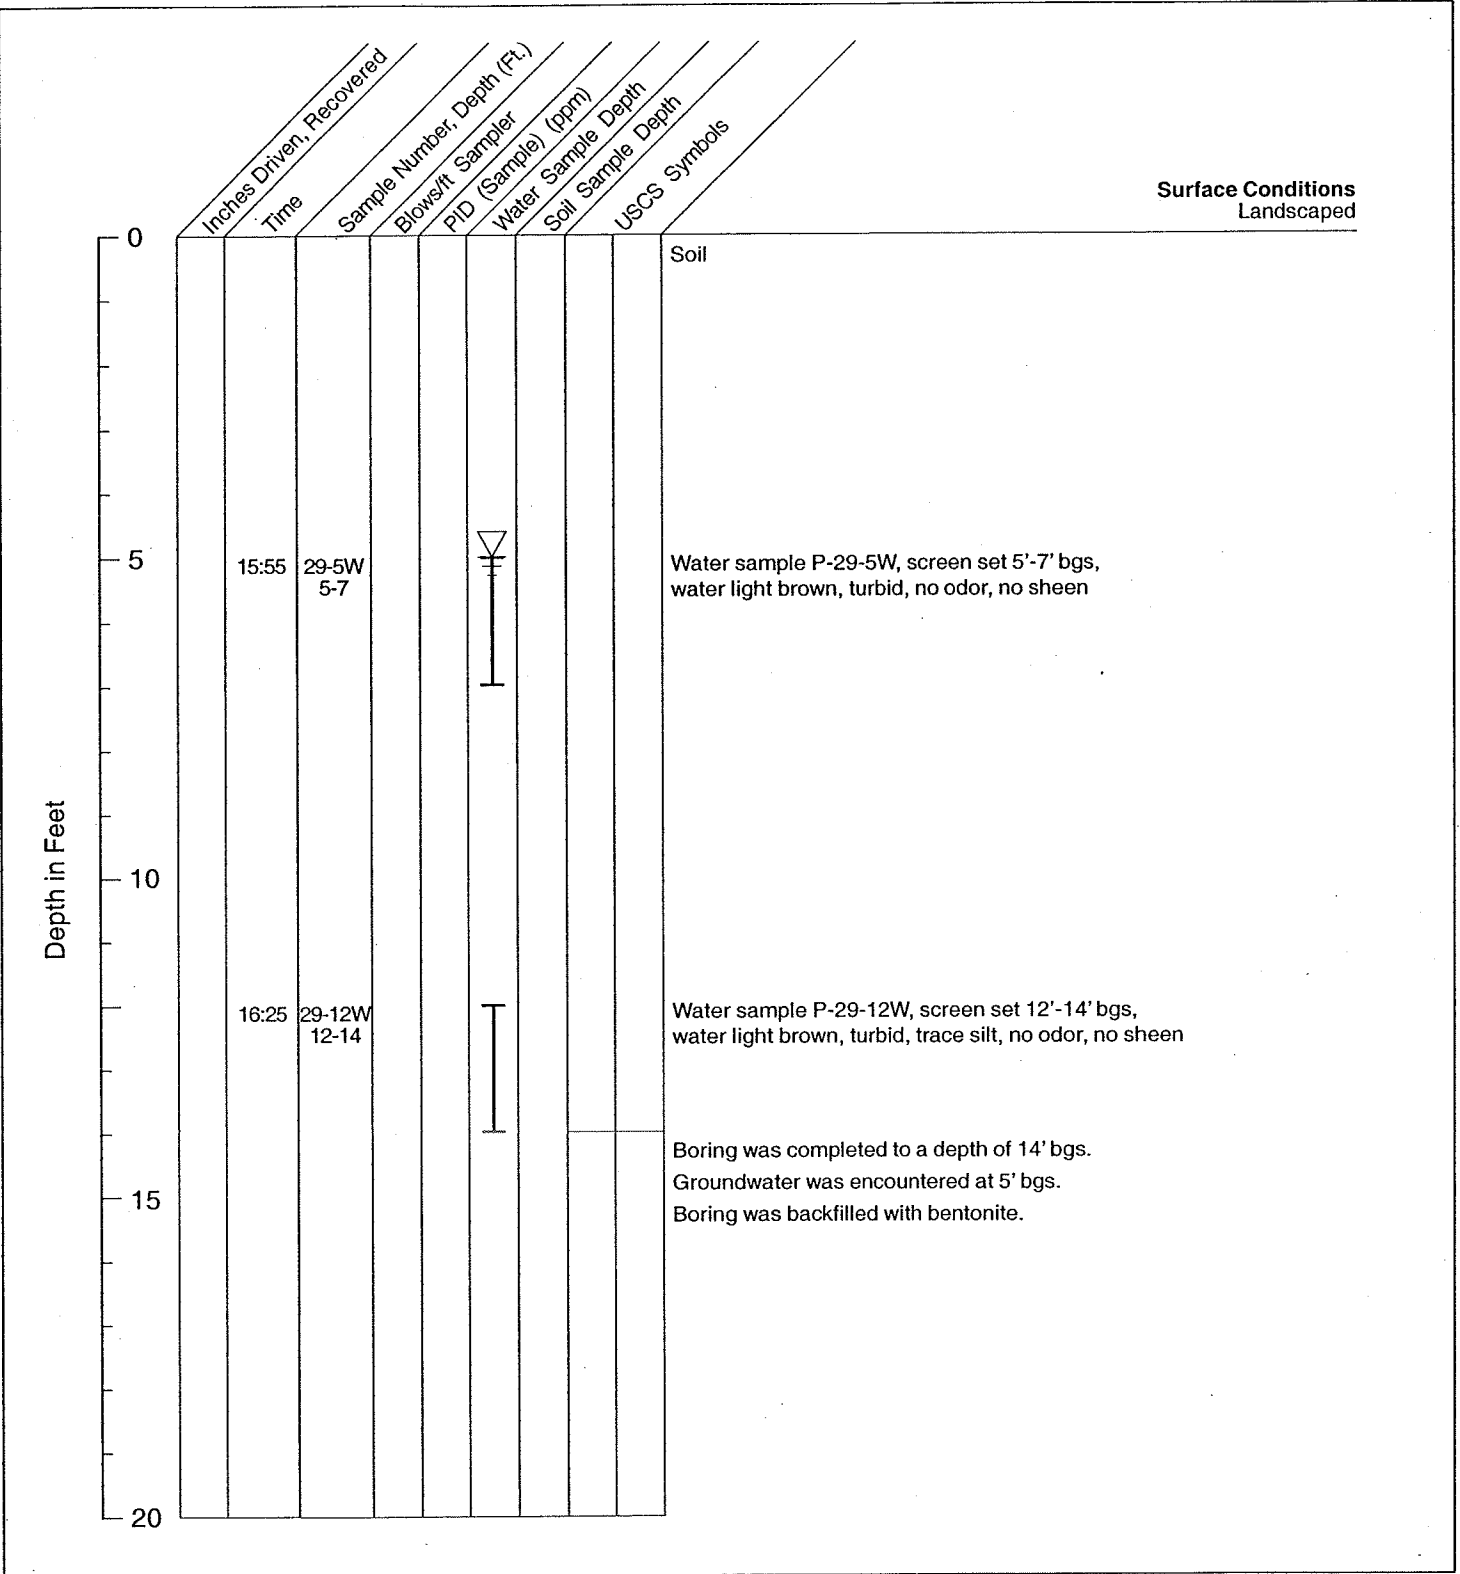 Inches Driven, Recovered
Time
Sample Number, Depth (Ft.)
Blows/ft Sampler
PID (Sample) (ppm)
Water Sample Depth
Soil Sample Depth
USCS Symbols
Surface Conditions
Landscaped
0
Soil
5
15:55
29-5W
5-7
Water sample P-29-5W, screen set 5'-7' bgs,
water light brown, turbid, no odor, no sheen
Depth in Feet
10
16:25
29-12W
12-14
Water sample P-29-12W, screen set 12'-14' bgs,
water light brown, turbid, trace silt, no odor, no sheen
Boring was completed to a depth of 14' bgs.
Groundwater was encountered at 5' bgs.
15
Boring was backfilled with bentonite.
20